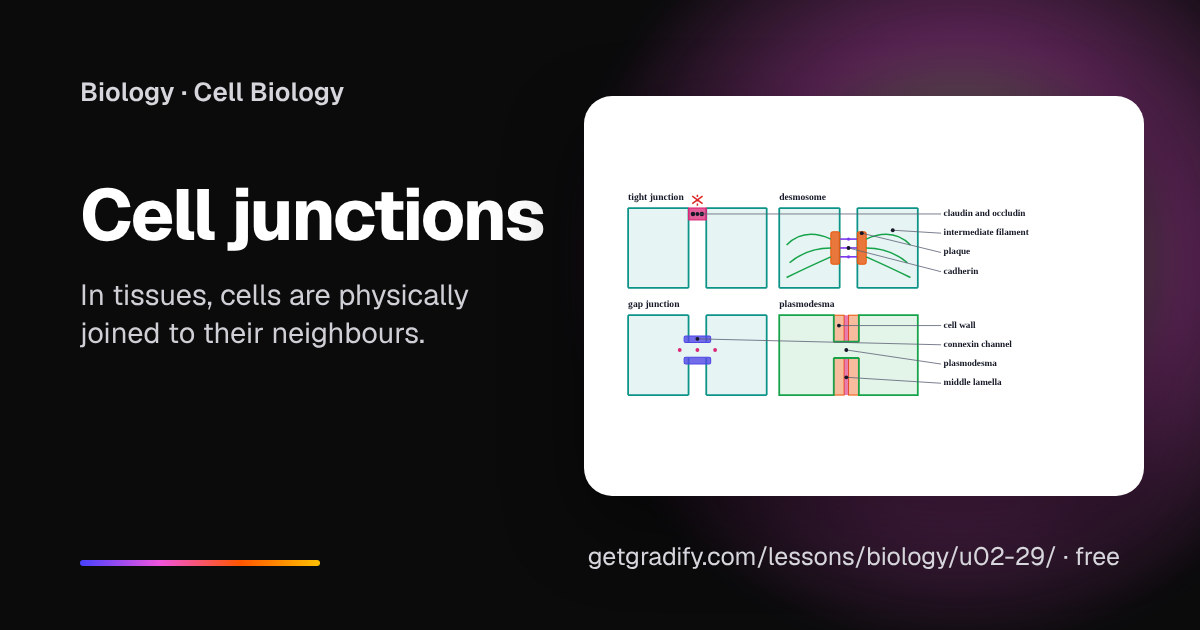 Biology · Cell Biology
Cell junctions
In tissues, cells are physically
joined to their neighbours.
tight junction
desmosome
claudin and occludin
intermediate filament
plaque
cadherin
gap junction
plasmodesma
cell wall
connexin channel
plasmodesma
middle lamella
getgradify.com/lessons/biology/u02-29/ · free